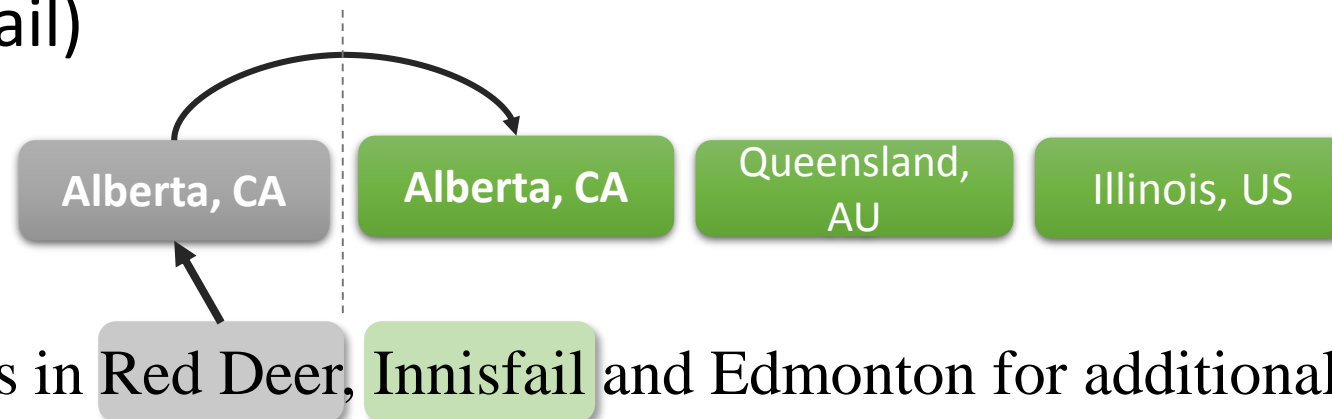 ail)
Alberta, CA
Alberta, CA
Queensland,
AU
Illinois, US
s in Red Deer, Innisfail and Edmonton for additional